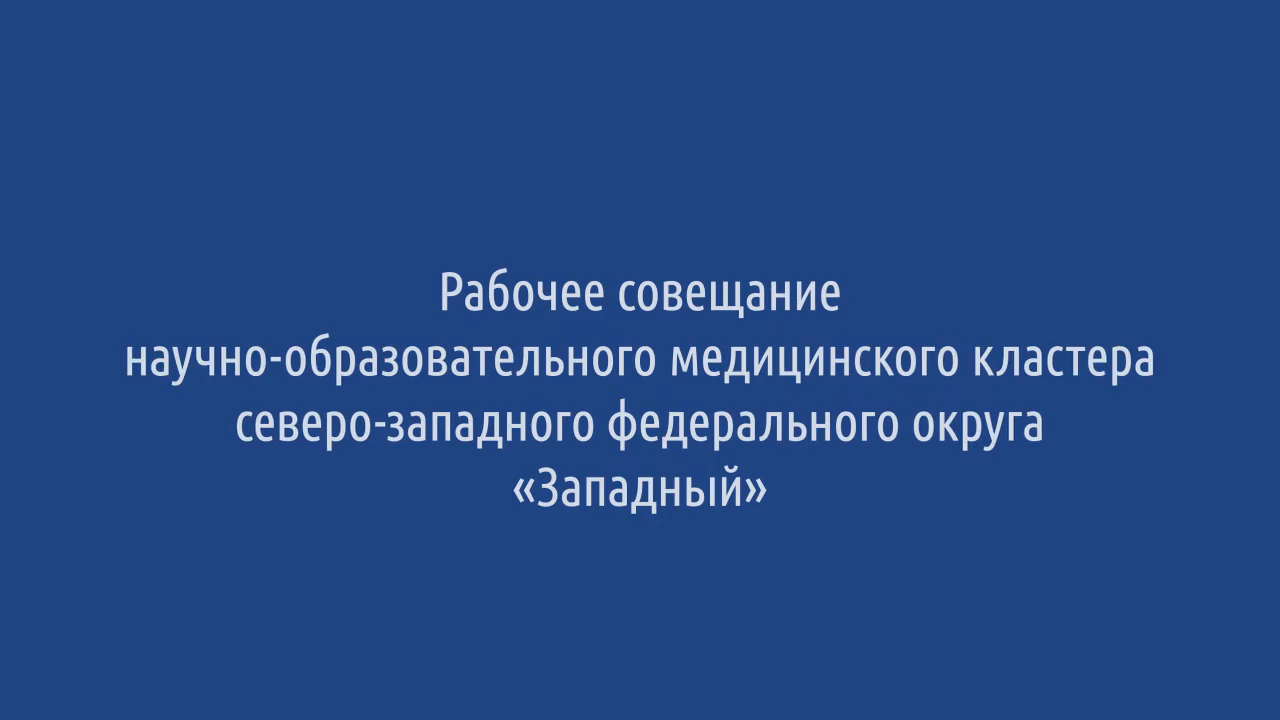 Рабочее совещание
научно-образовательного медицинского кластера
северо-западного федерального округа
«Западный»